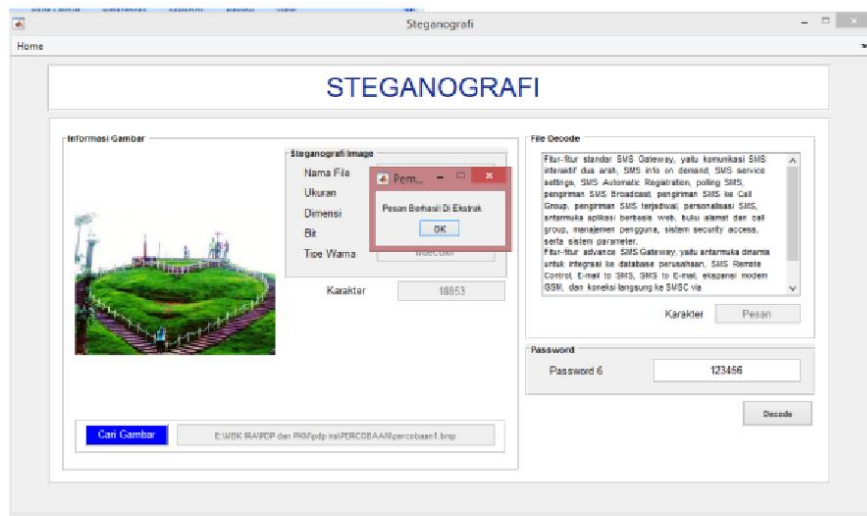 Steganografi
Home
STEGANOGRAFI
Informasi Gambar
Steganografi Image
Nama File
Ukuran
Dimensi
Bit
Tipe Warna
truecolor
Karakter
18853
Pem...
Pesan Berhasil Di Ekstrak
OK
Cari Gambar
percobaan1.bmp
File Decode
Fitur-fitur standar SMS Gateway, yaitu komunikasi SMS
interaktif dua arah, SMS info on demand, SMS service
settings, SMS Automatic Registration, polling SMS,
pengiriman SMS Broadcast, pengiriman SMS ke Call
Group, pengiriman SMS terjadwal, personalisasi SMS,
antarmuka aplikasi berbasis web, buku alamat dan call
group, manajemen pengguna, sistem security access,
serta sistem parameter.
Fitur-fitur advance SMS Gateway, yaitu antarmuka dinamis
untuk integrasi ke database perusahaan, SMS Remote
Control, E-mail to SMS, SMS to E-mail, ekspansi modem
GSM, dan koneksi langsung ke SMSC via
Karakter
Pesan
Password
Password 6
123456
Decode